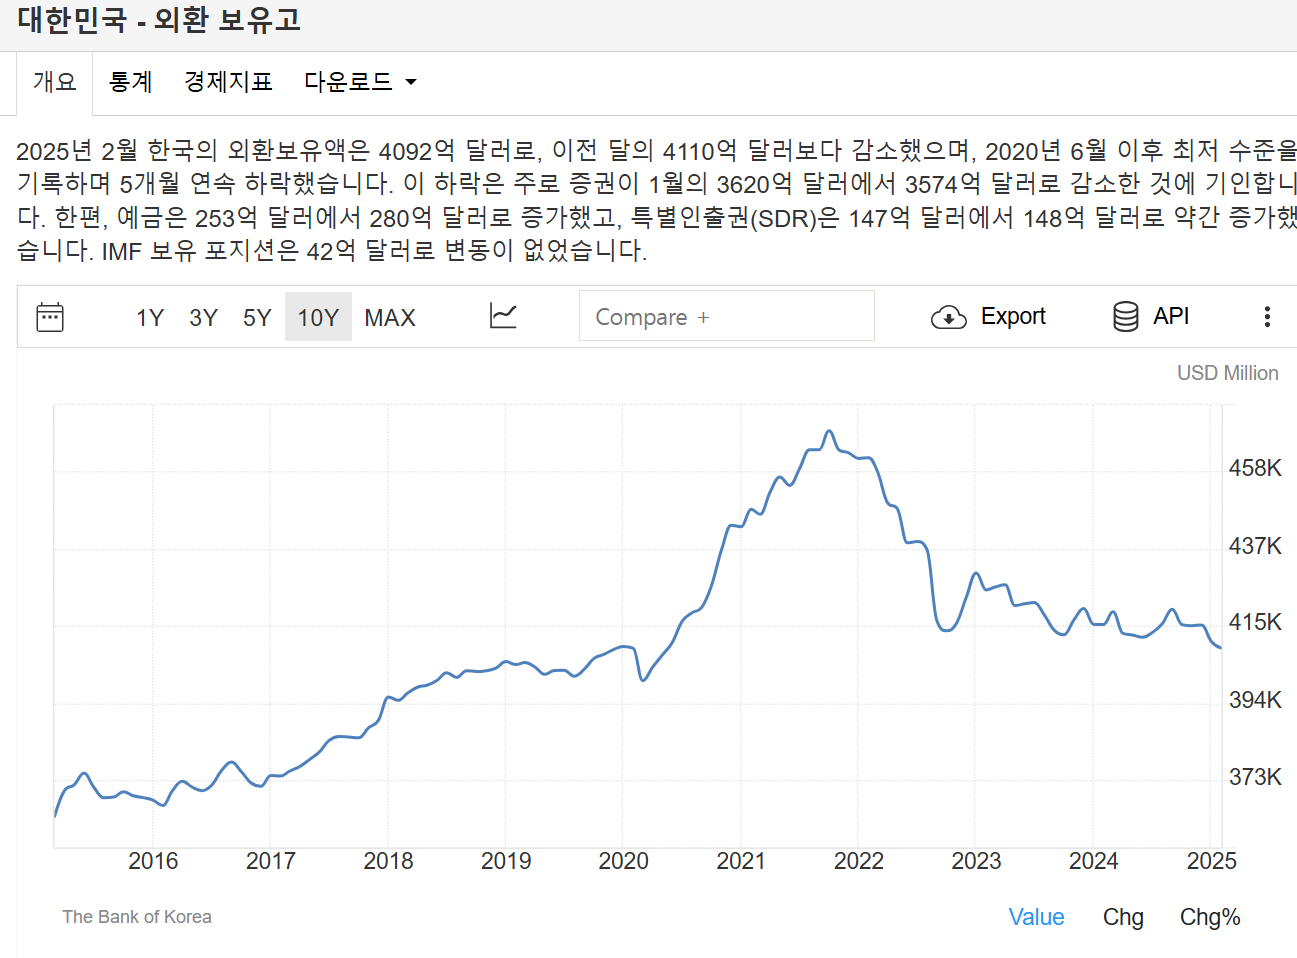 대한민국 - 외환 보유고
개요 통계 경제지표 다운로드
2025년 2월 한국의 외환보유액은 4092억 달러로, 이전 달의 4110억 달러보다 감소했으며, 2020년 6월 이후 최저 수준을
기록하며 5개월 연속 하락했습니다. 이 하락은 주로 증권이 1월의 3620억 달러에서 3574억 달러로 감소한 것에 기인합니
다. 한편, 예금은 253억 달러에서 280억 달러로 증가했고, 특별인출권(SDR)은 147억 달러에서 148억 달러로 약간 증가했
습니다. IMF 보유 포지션은 42억 달러로 변동이 없었습니다.
1Y 3Y 5Y 10Y MAX Compare + Export API
USD Million
458K
437K
415K
394K
373K
2016 2017 2018 2019 2020 2021 2022 2023 2024 2025
The Bank of Korea Value Chg Chg%